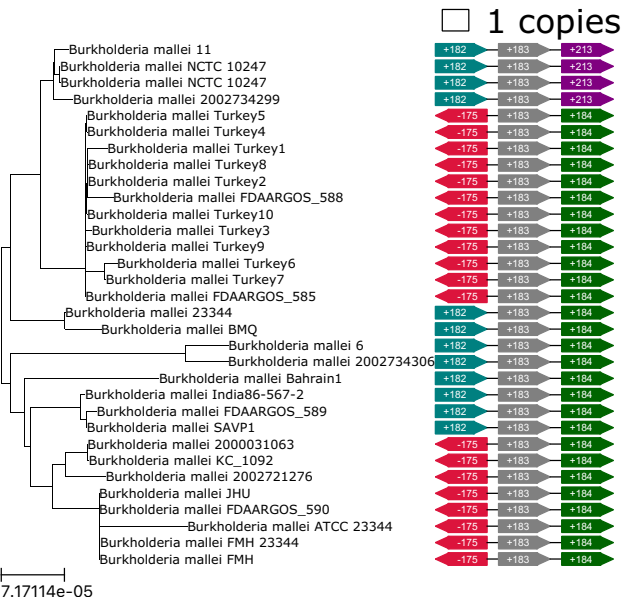 1 copies
Burkholderia mallei 11 +182 +183 +213
Burkholderia mallei NCTC 10247 +182 +183 +213
Burkholderia mallei NCTC 10247 +182 +183 +213
Burkholderia mallei 2002734299 +182 +183 +213
Burkholderia mallei Turkey5 -175 +183 +184
Burkholderia mallei Turkey4 -175 +183 +184
Burkholderia mallei Turkey1 -175 +183 +184
Burkholderia mallei Turkey8 -175 +183 +184
Burkholderia mallei Turkey2 -175 +183 +184
Burkholderia mallei FDAARGOS_588 -175 +183 +184
Burkholderia mallei Turkey10 -175 +183 +184
Burkholderia mallei Turkey3 -175 +183 +184
Burkholderia mallei Turkey9 -175 +183 +184
Burkholderia mallei Turkey6 -175 +183 +184
Burkholderia mallei Turkey7 -175 +183 +184
Burkholderia mallei FDAARGOS_585 -175 +183 +184
Burkholderia mallei 23344 +182 +183 +184
Burkholderia mallei BMQ +182 +183 +184
Burkholderia mallei 6 +182 +183 +184
Burkholderia mallei 2002734306 +182 +183 +184
Burkholderia mallei Bahrain1 +182 +183 +184
Burkholderia mallei India86-567-2 +182 +183 +184
Burkholderia mallei FDAARGOS_589 +182 +183 +184
Burkholderia mallei SAVP1 +182 +183 +184
Burkholderia mallei 2000031063 -175 +183 +184
Burkholderia mallei KC_1092 -175 +183 +184
Burkholderia mallei 2002721276 -175 +183 +184
Burkholderia mallei JHU -175 +183 +184
Burkholderia mallei FDAARGOS_590 -175 +183 +184
Burkholderia mallei ATCC 23344 -175 +183 +184
Burkholderia mallei FMH 23344 -175 +183 +184
Burkholderia mallei FMH -175 +183 +184
7.17114e-05